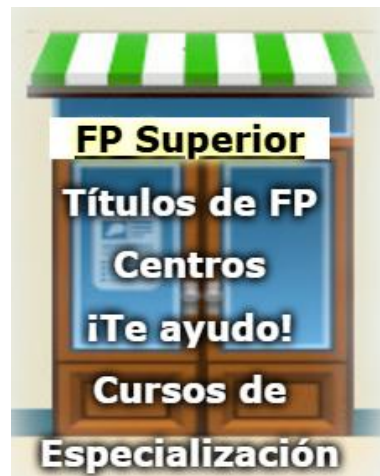 FP Superior
Títulos de FP
Centros
¡Te ayudo!
Cursos de
Especialización